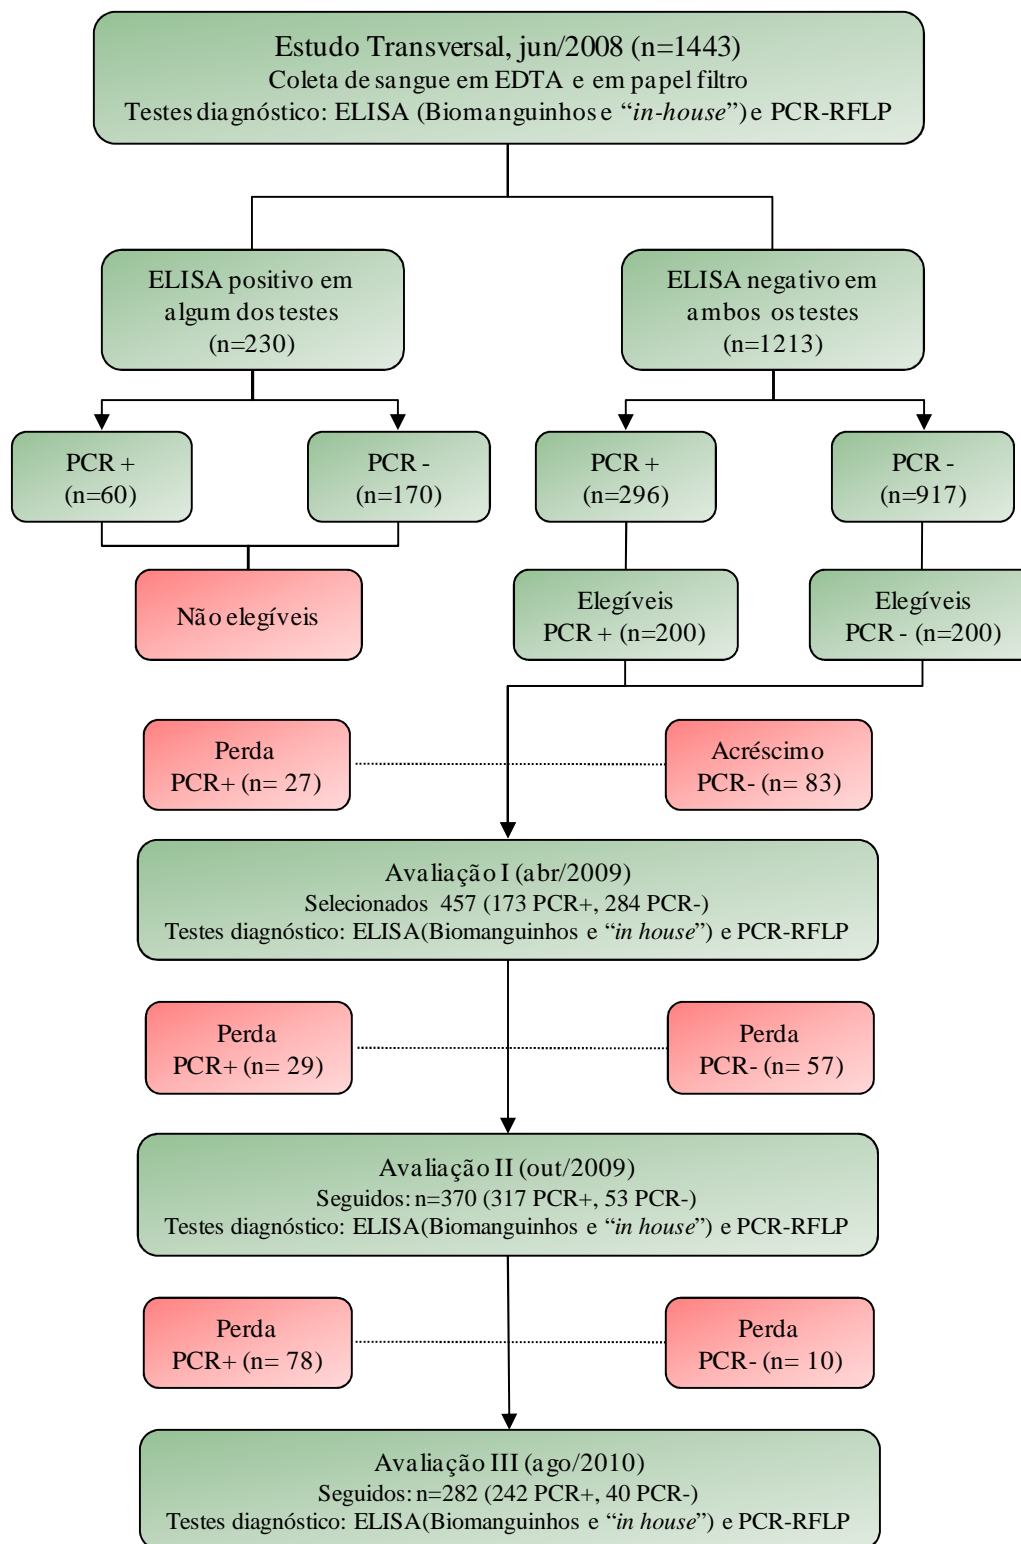 Estudo Transversal, jun/2008 (n=1443)
Coleta de sangue em EDTA e em papel filtro
Testes diagnóstico: ELISA (Biomanguinhos e “in-house”) e PCR-RFLP
ELISA positivo em
algum dos testes
(n=230)
ELISA negativo em
ambos os testes
(n=1213)
PCR +
(n=60)
PCR -
(n=170)
PCR +
(n=296)
PCR -
(n=917)
Não elegíveis
Elegíveis
PCR + (n=200)
Elegíveis
PCR - (n=200)
Perda
PCR+ (n= 27)
Acréscimo
PCR- (n= 83)
Avaliação I (abr/2009)
Selecionados 457 (173 PCR+, 284 PCR-)
Testes diagnóstico: ELISA(Biomanguinhos e “in house”) e PCR-RFLP
Perda
PCR+ (n= 29)
Perda
PCR- (n= 57)
Avaliação II (out/2009)
Seguidos: n=370 (317 PCR+, 53 PCR-)
Testes diagnóstico: ELISA(Biomanguinhos e “in house”) e PCR-RFLP
Perda
PCR+ (n= 78)
Perda
PCR- (n= 10)
Avaliação III (ago/2010)
Seguidos: n=282 (242 PCR+, 40 PCR-)
Testes diagnóstico: ELISA(Biomanguinhos e “in house”) e PCR-RFLP